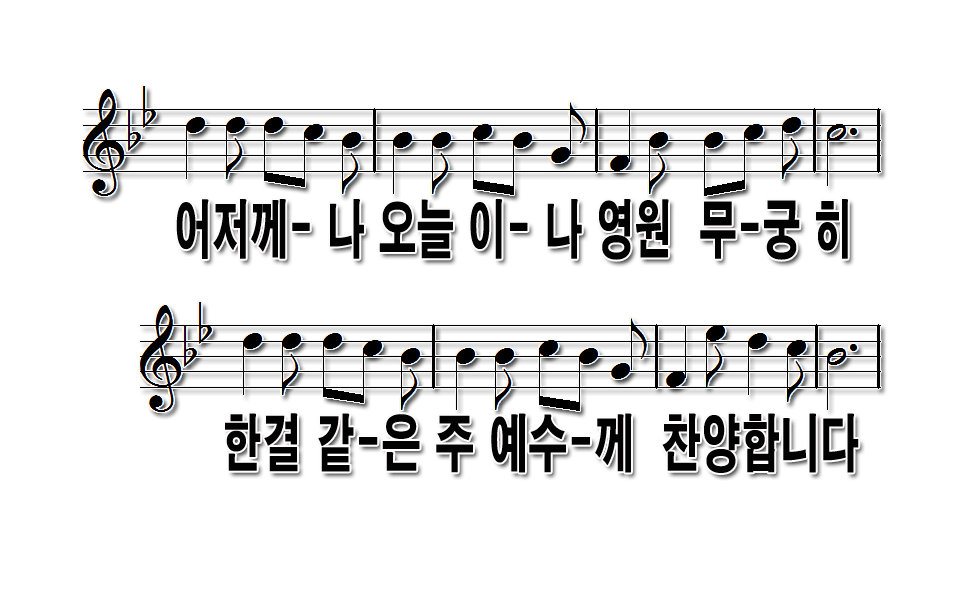 어저께- 나 오늘 이- 나 영원 무-궁 히
한결 같-은 주 예수-께 찬양합니다